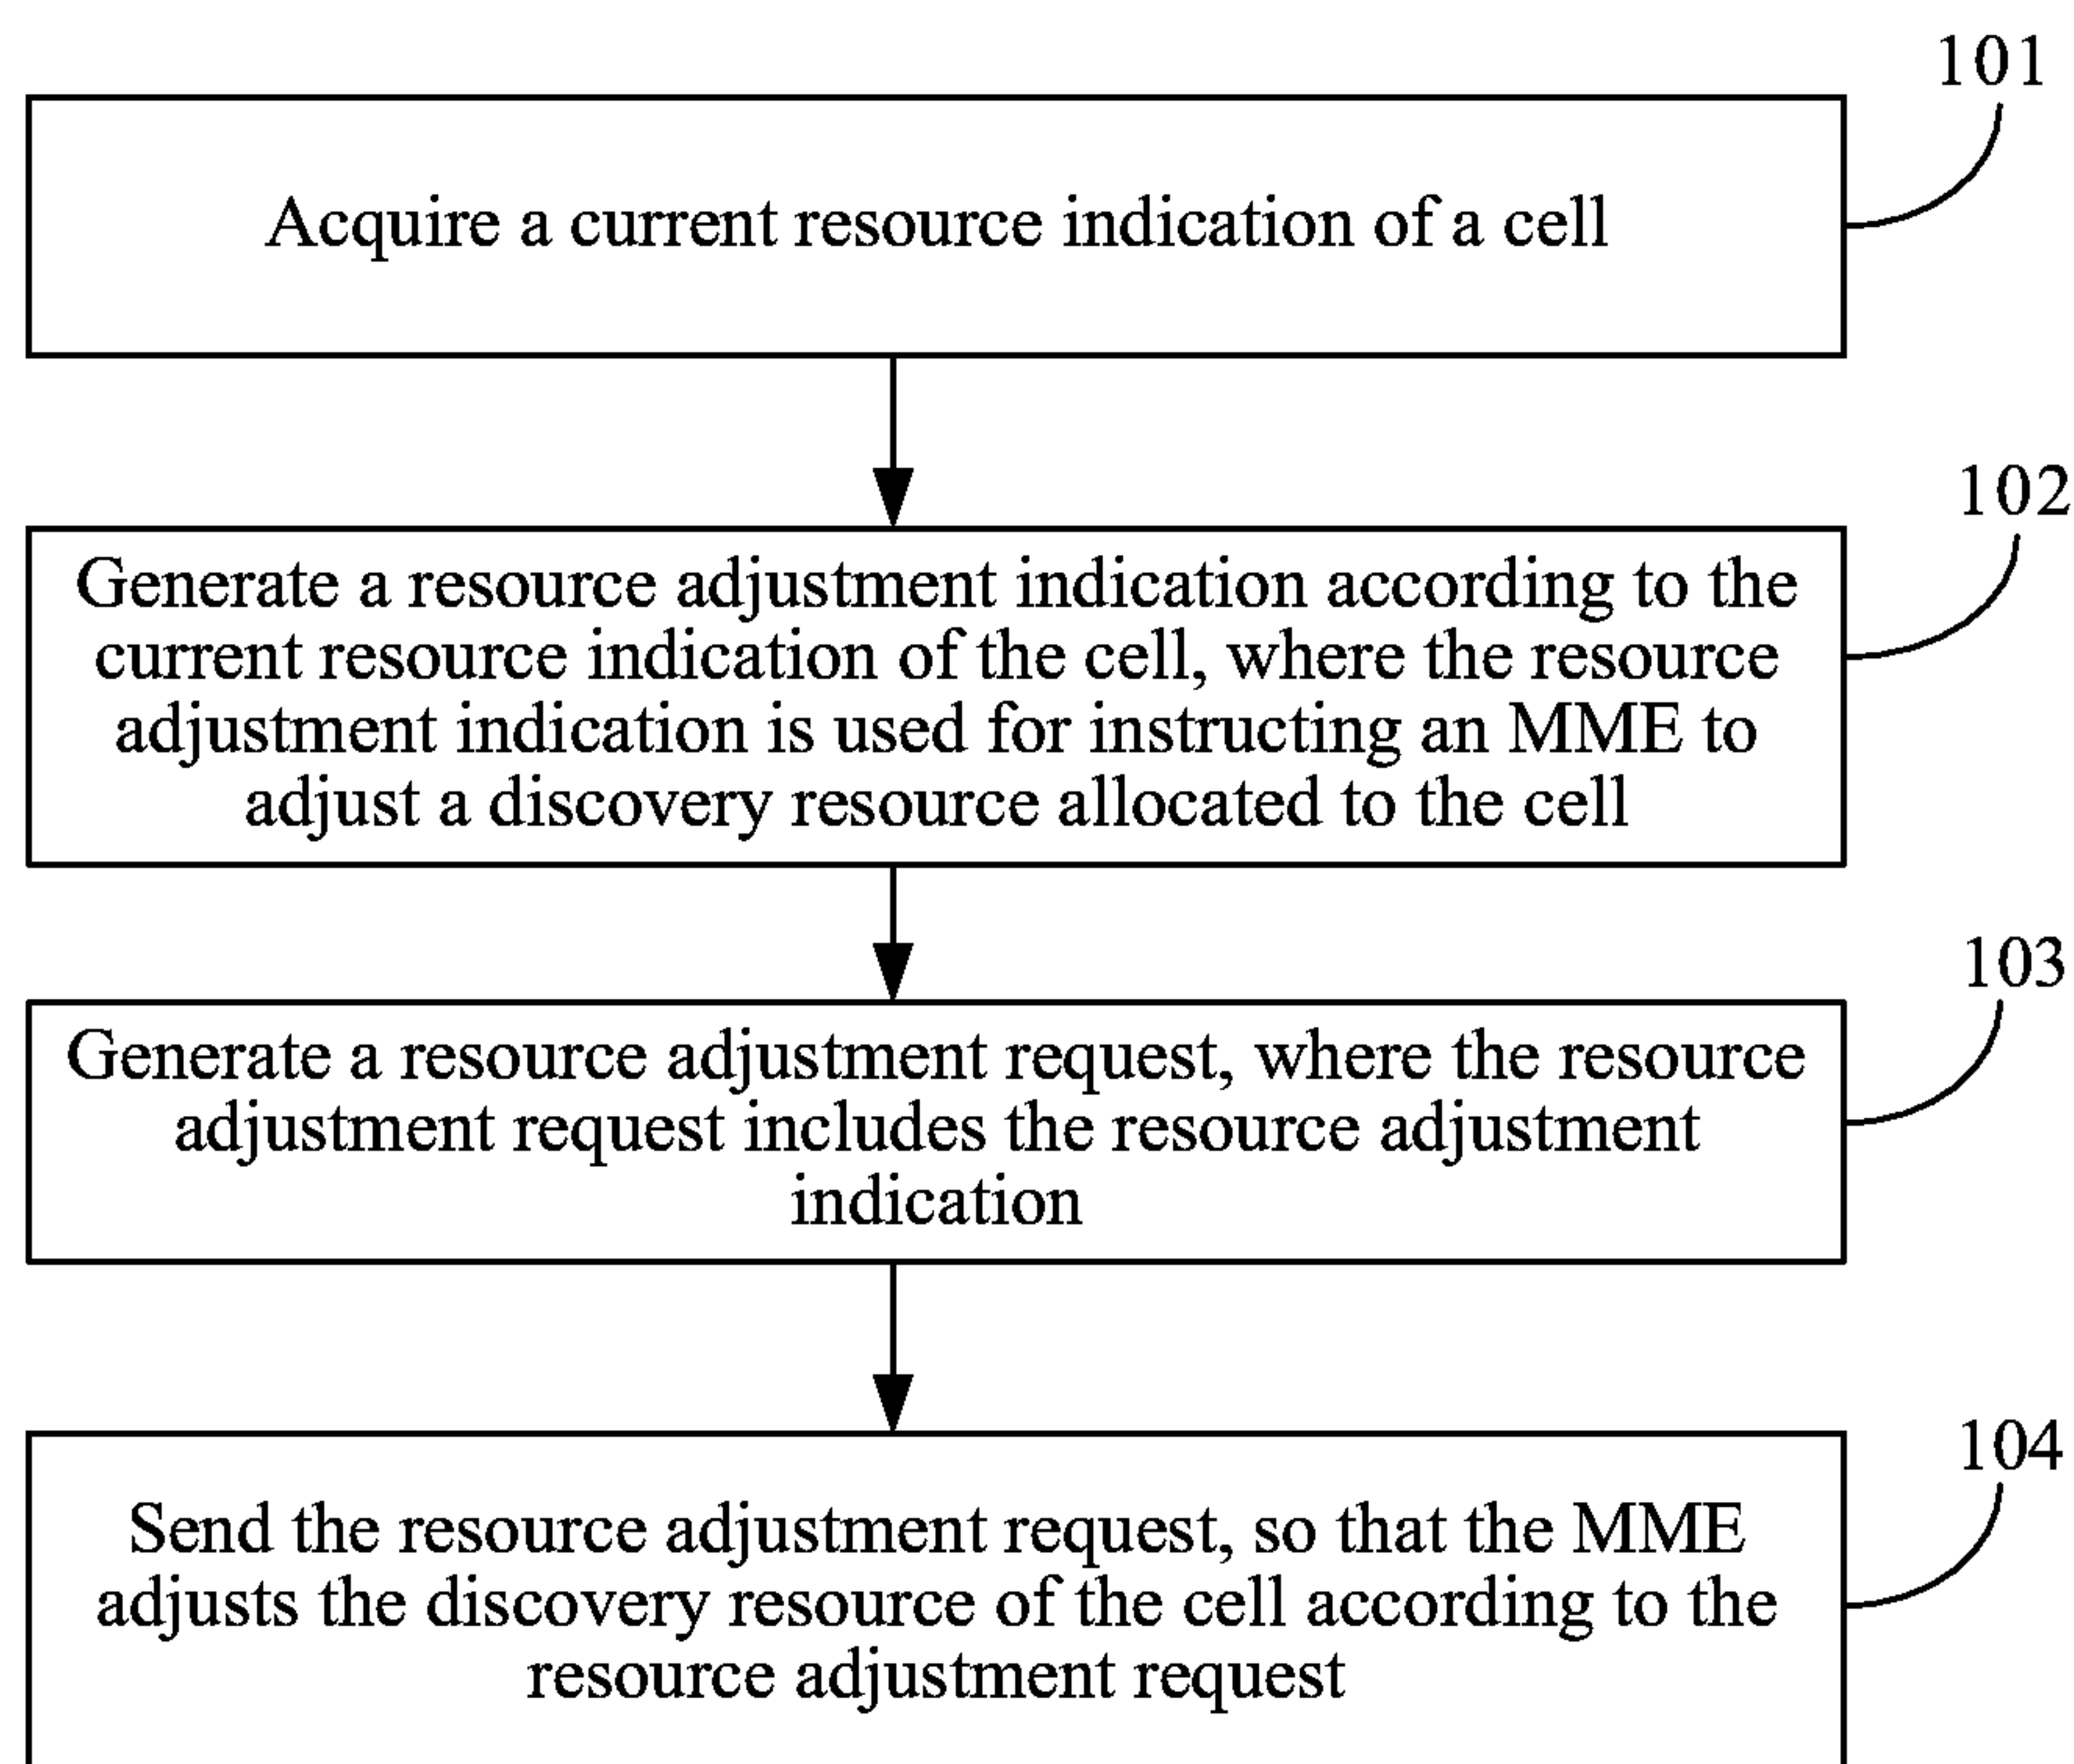 101
Acquire a current resource indication of a cell
102
Generate a resource adjustment indication according to the
current resource indication of the cell, where the resource
adjustment indication is used for instructing an MME to
adjust a discovery resource allocated to the cell
103
Generate a resource adjustment request, where the resource
adjustment request includes the resource adjustment
indication
104
Send the resource adjustment request, so that the MME
adjusts the discovery resource of the cell according to the
resource adjustment request